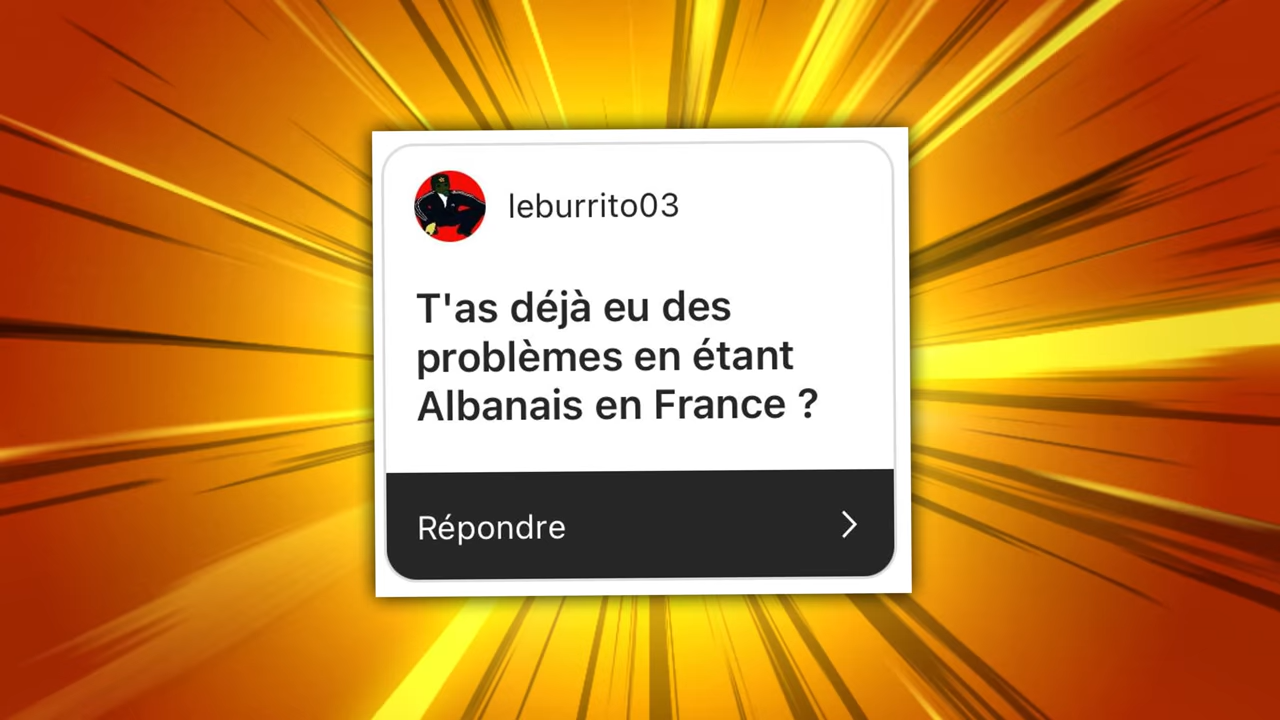 leburrito03
T'as déjà eu des
problèmes en étant
Albanais en France ?
Répondre